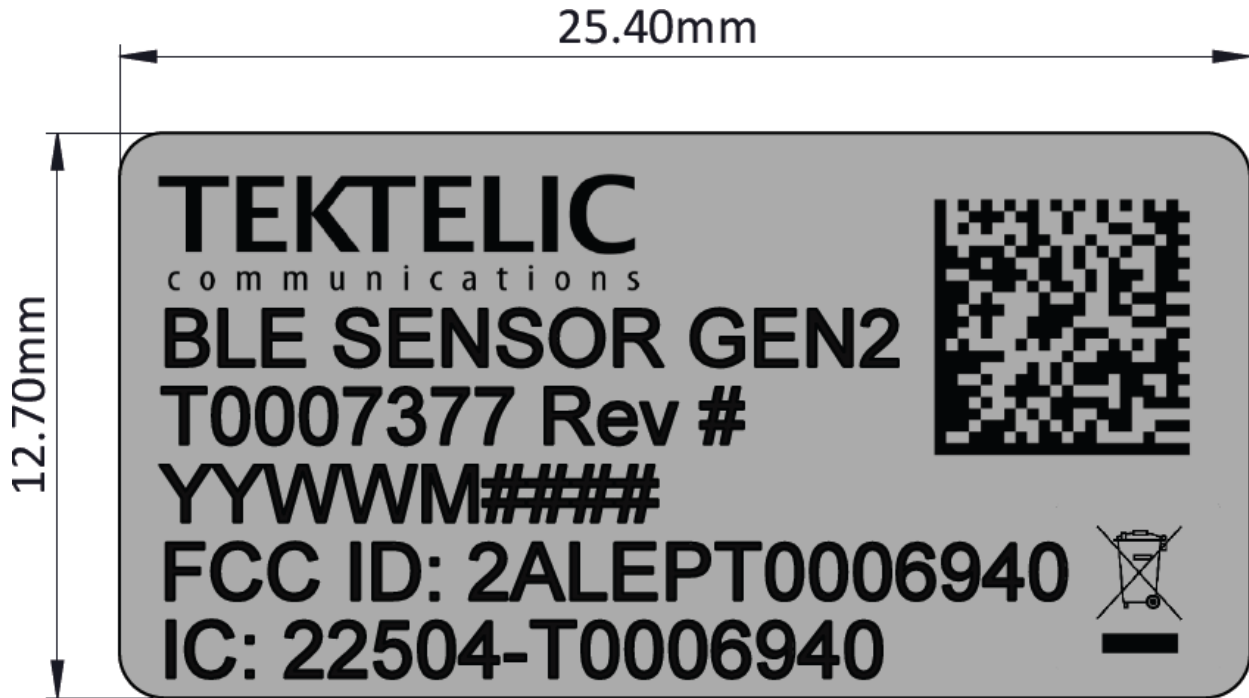 25.40mm
12.70mm
TEKTELIC
communications
BLE SENSOR GEN2
T0007377 Rev #
YYWWM####
FCC ID: 2ALEPT0006940
IC: 22504-T0006940